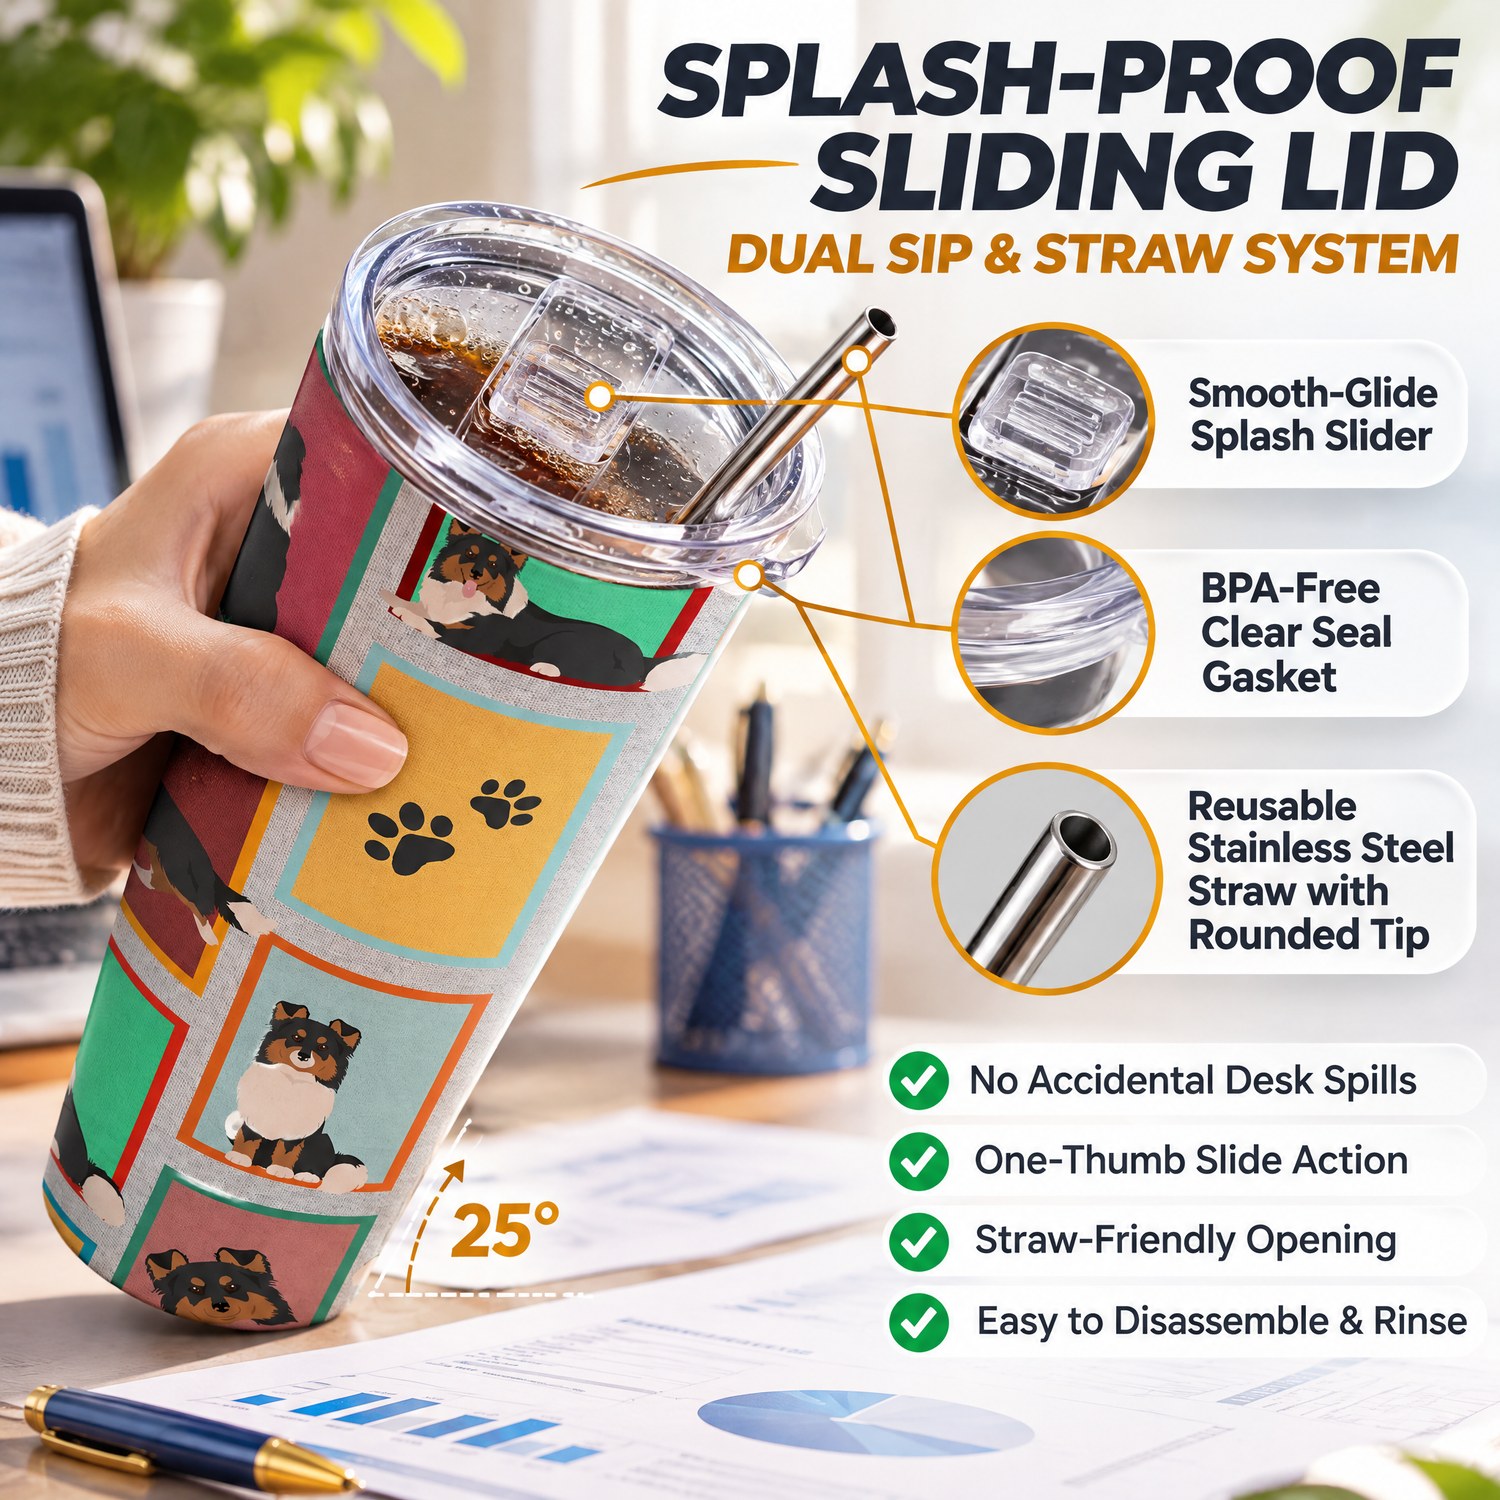 SPLASH-PROOF
SLIDING LID
DUAL SIP & STRAW SYSTEM
Smooth-Glide
Splash Slider
BPA-Free
Clear Seal
Gasket
Reusable
Stainless Steel
Straw with
Rounded Tip
No Accidental Desk Spills
One-Thumb Slide Action
25°
Straw-Friendly Opening
Easy to Disassemble & Rinse